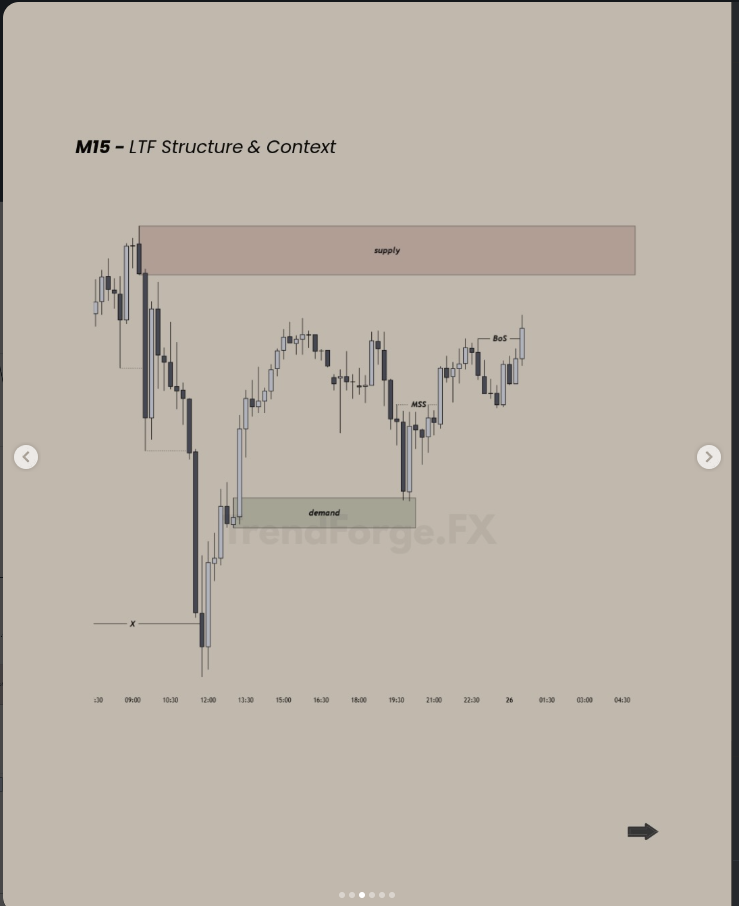 M15 – LTF Structure & Context
supply
BoS
MSS
demand
TrendForge.FX
X
:30 09:00 10:30 12:00 13:30 15:00 16:30 18:00 19:30 21:00 22:30 26 01:30 03:00 04:30